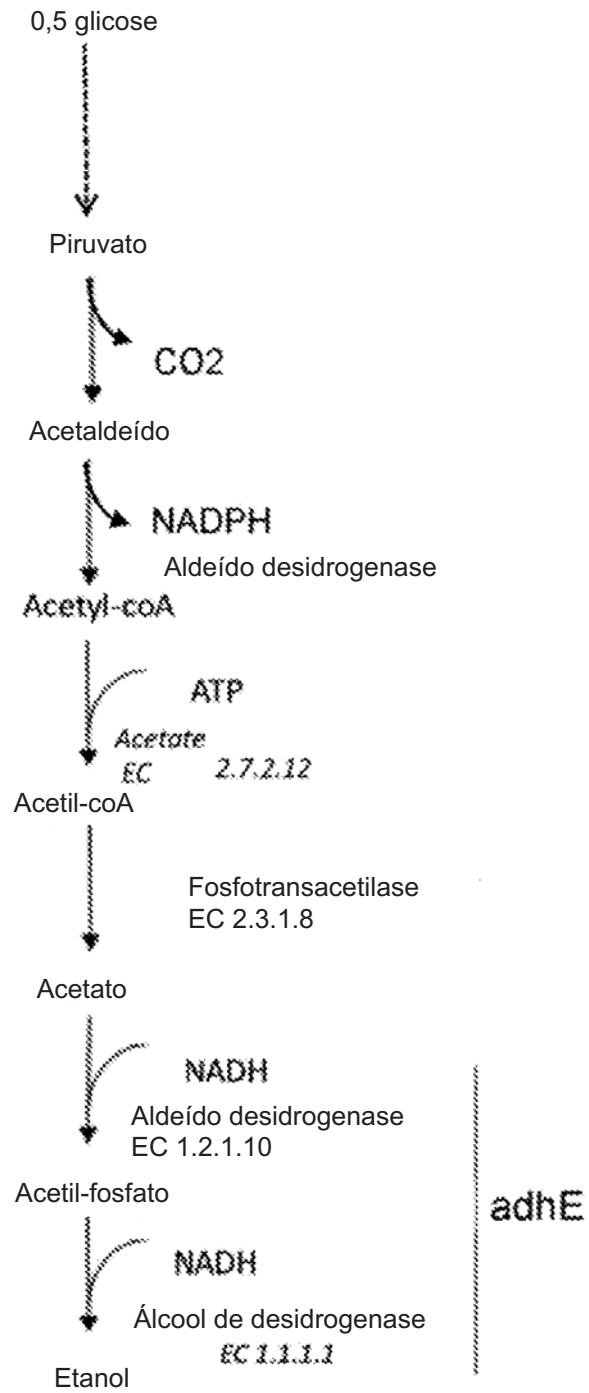 0,5 glicose
Piruvato
CO2
Acetaldeído
NADPH
Aldeído desidrogenase
Acetyl-coA
ATP
Acetate
EC 2.7.2.12
Acetil-coA
Fosfotransacetilase
EC 2.3.1.8
Acetato
NADH
Aldeído desidrogenase
EC 1.2.1.10
Acetil-fosfato
adhE
NADH
Álcool de desidrogenase
EC 1.1.1.1
Etanol